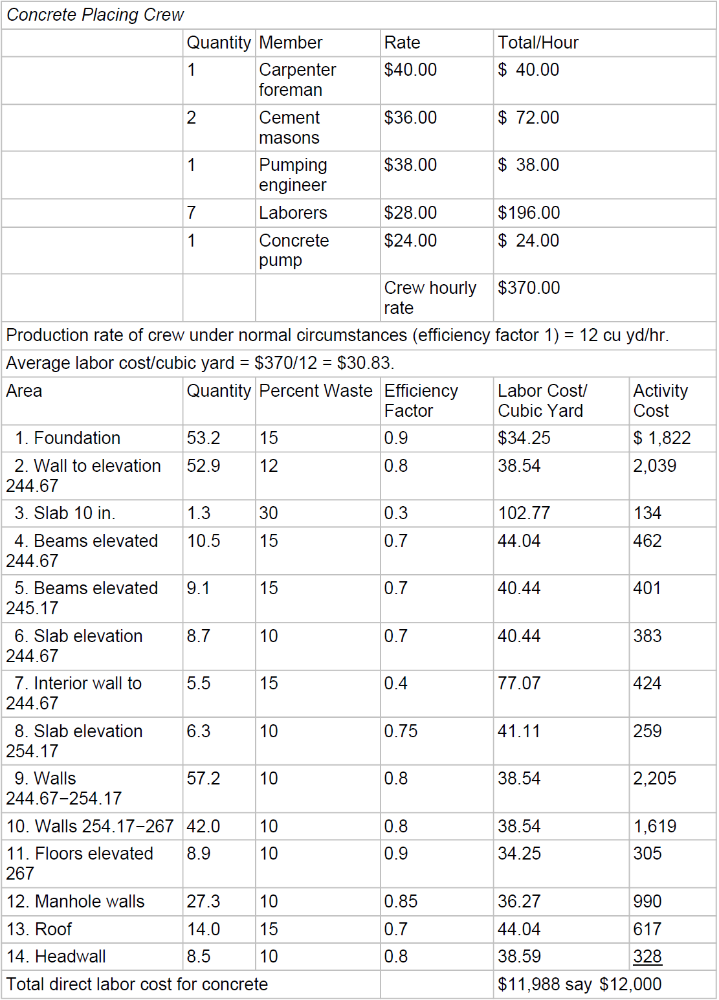 Concrete Placing Crew
Quantity Member Rate Total/Hour
1 Carpenter foreman $40.00 $ 40.00
2 Cement masons $36.00 $ 72.00
1 Pumping engineer $38.00 $ 38.00
7 Laborers $28.00 $196.00
1 Concrete pump $24.00 $ 24.00
Crew hourly rate $370.00
Production rate of crew under normal circumstances (efficiency factor 1) = 12 cu yd/hr.
Average labor cost/cubic yard = $370/12 = $30.83.
Area Quantity Percent Waste Efficiency Factor Labor Cost/ Cubic Yard Activity Cost
1. Foundation 53.2 15 0.9 $34.25 $ 1,822
2. Wall to elevation 244.67 52.9 12 0.8 38.54 2,039
3. Slab 10 in. 1.3 30 0.3 102.77 134
4. Beams elevated 244.67 10.5 15 0.7 44.04 462
5. Beams elevated 245.17 9.1 15 0.7 40.44 401
6. Slab elevation 244.67 8.7 10 0.7 40.44 383
7. Interior wall to 244.67 5.5 15 0.4 77.07 424
8. Slab elevation 254.17 6.3 10 0.75 41.11 259
9. Walls 244.67−254.17 57.2 10 0.8 38.54 2,205
10. Walls 254.17−267 42.0 10 0.8 38.54 1,619
11. Floors elevated 267 8.9 10 0.9 34.25 305
12. Manhole walls 27.3 10 0.85 36.27 990
13. Roof 14.0 15 0.7 44.04 617
14. Headwall 8.5 10 0.8 38.59 328
Total direct labor cost for concrete $11,988 say $12,000